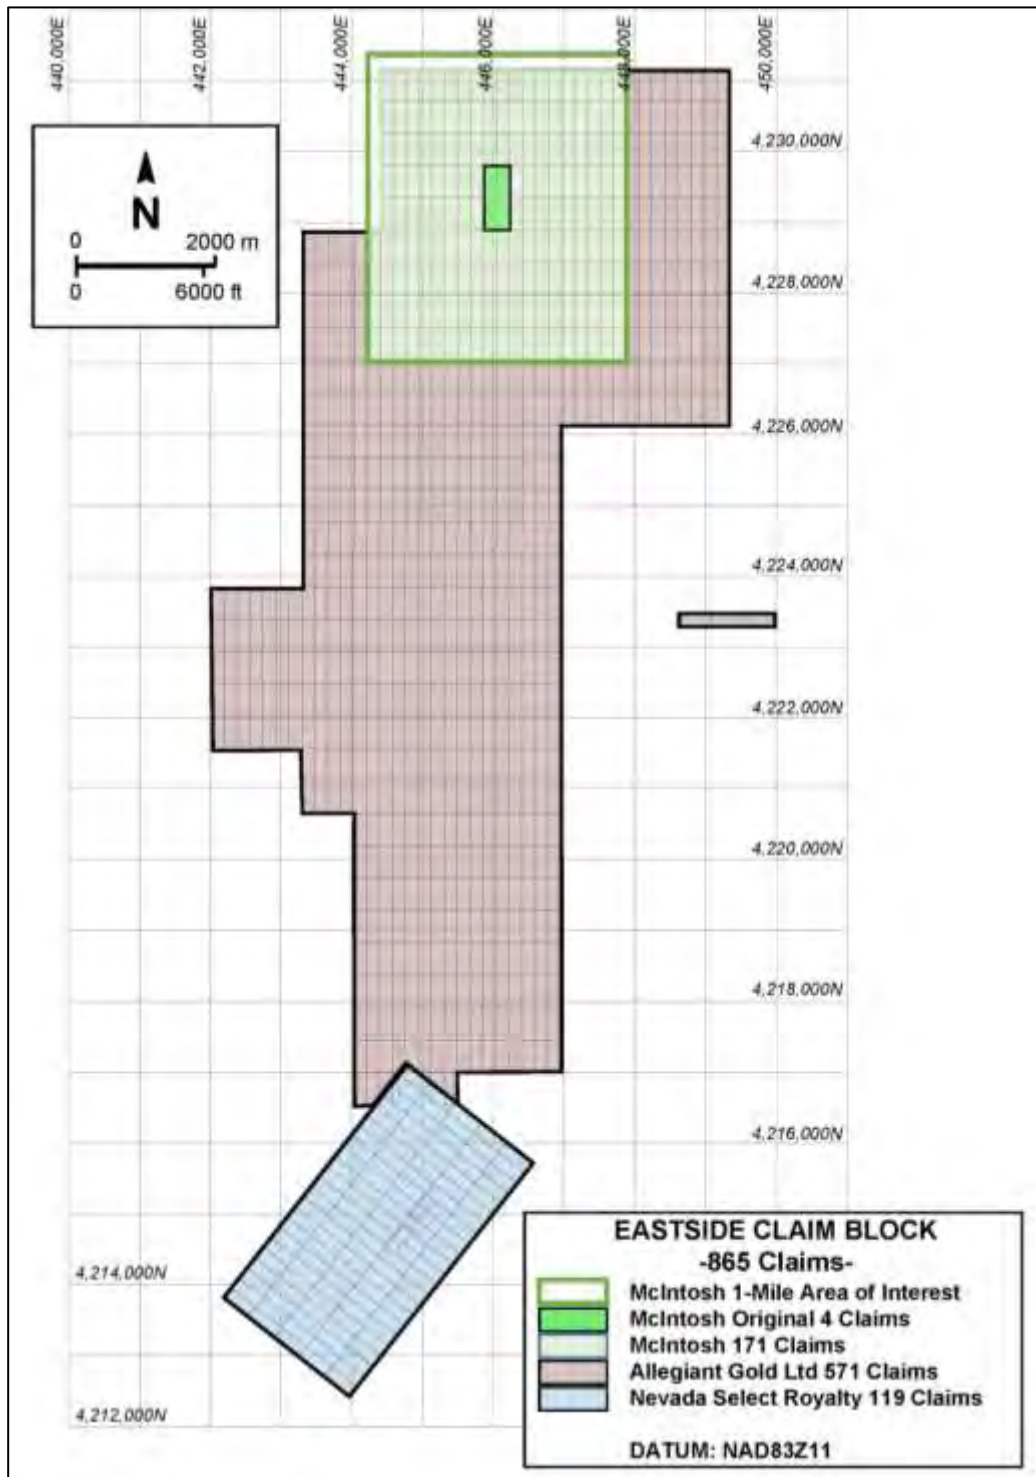 440,000E
442,000E
444,000E
446,000E
448,000E
450,000E
4,230,000N
N
0 2000 m
0 6000 ft
4,228,000N
4,226,000N
4,224,000N
4,222,000N
4,220,000N
4,218,000N
4,216,000N
4,214,000N
4,212,000N
EASTSIDE CLAIM BLOCK
-865 Claims-
McIntosh 1-Mile Area of Interest
McIntosh Original 4 Claims
McIntosh 171 Claims
Allegiant Gold Ltd 571 Claims
Nevada Select Royalty 119 Claims
DATUM: NAD83Z11